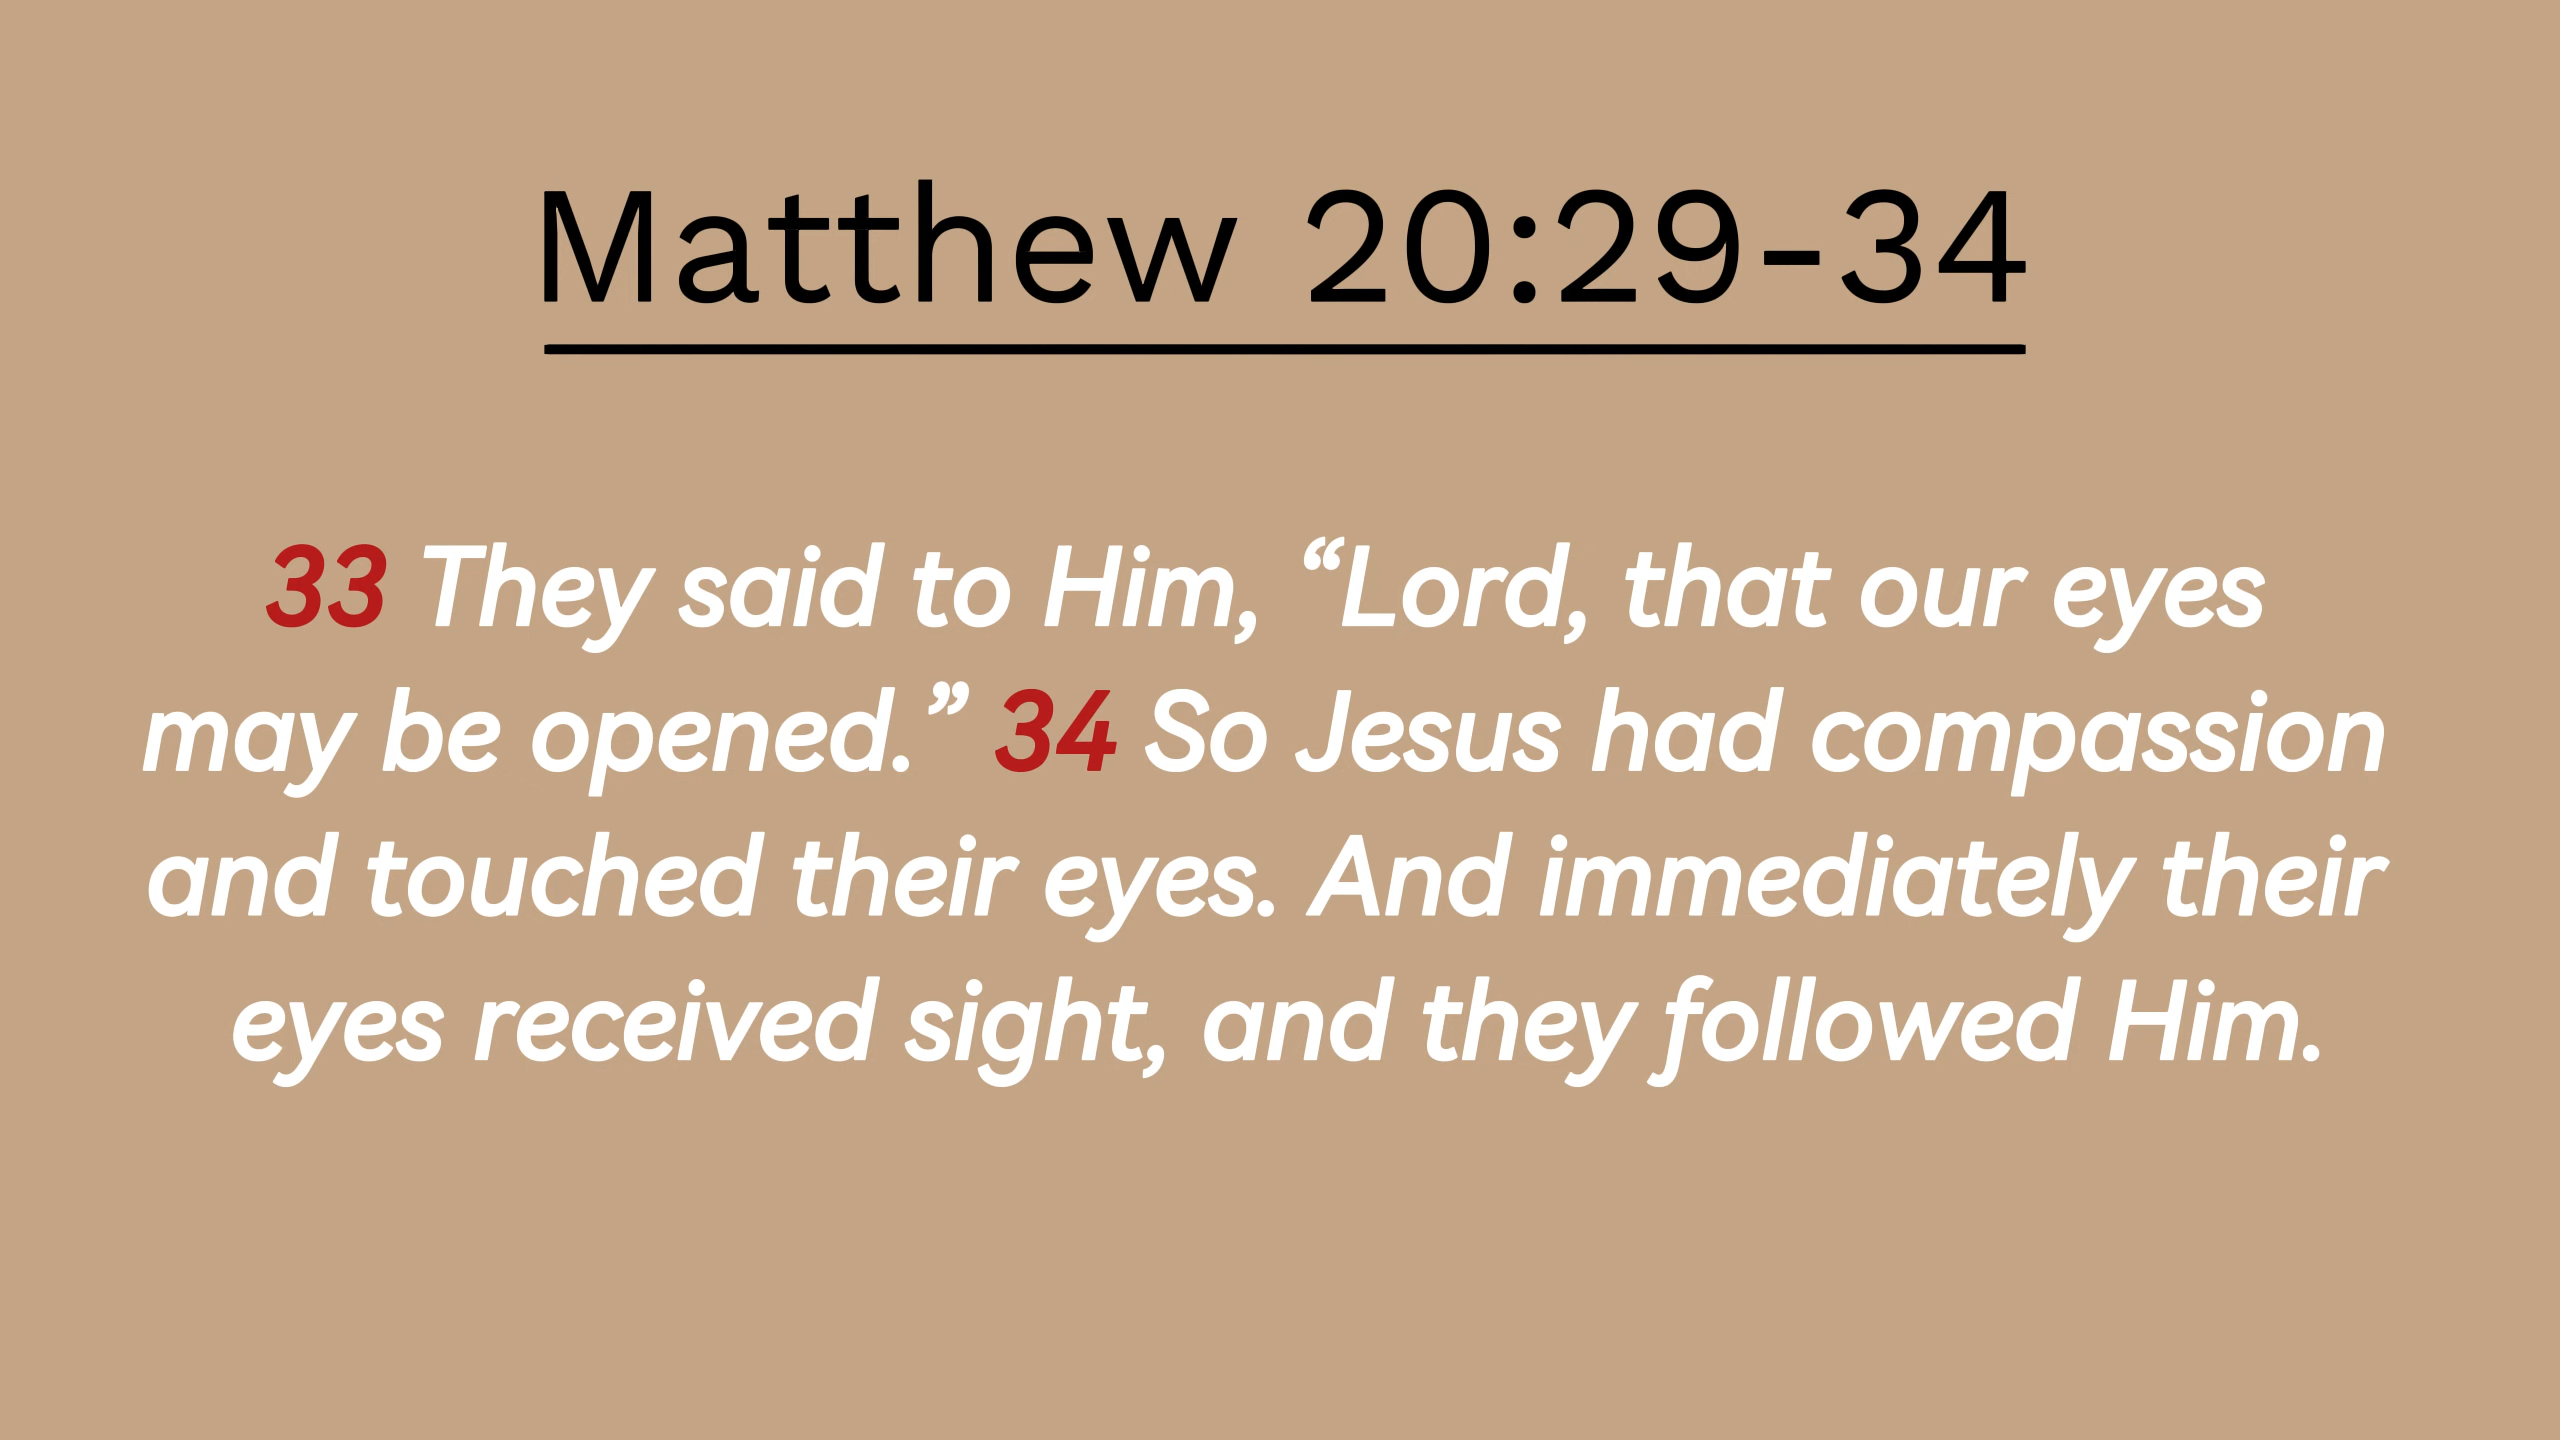 Matthew 20:29-34
33 They said to Him, “Lord, that our eyes
may be opened.” 34 So Jesus had compassion
and touched their eyes. And immediately their
eyes received sight, and they followed Him.